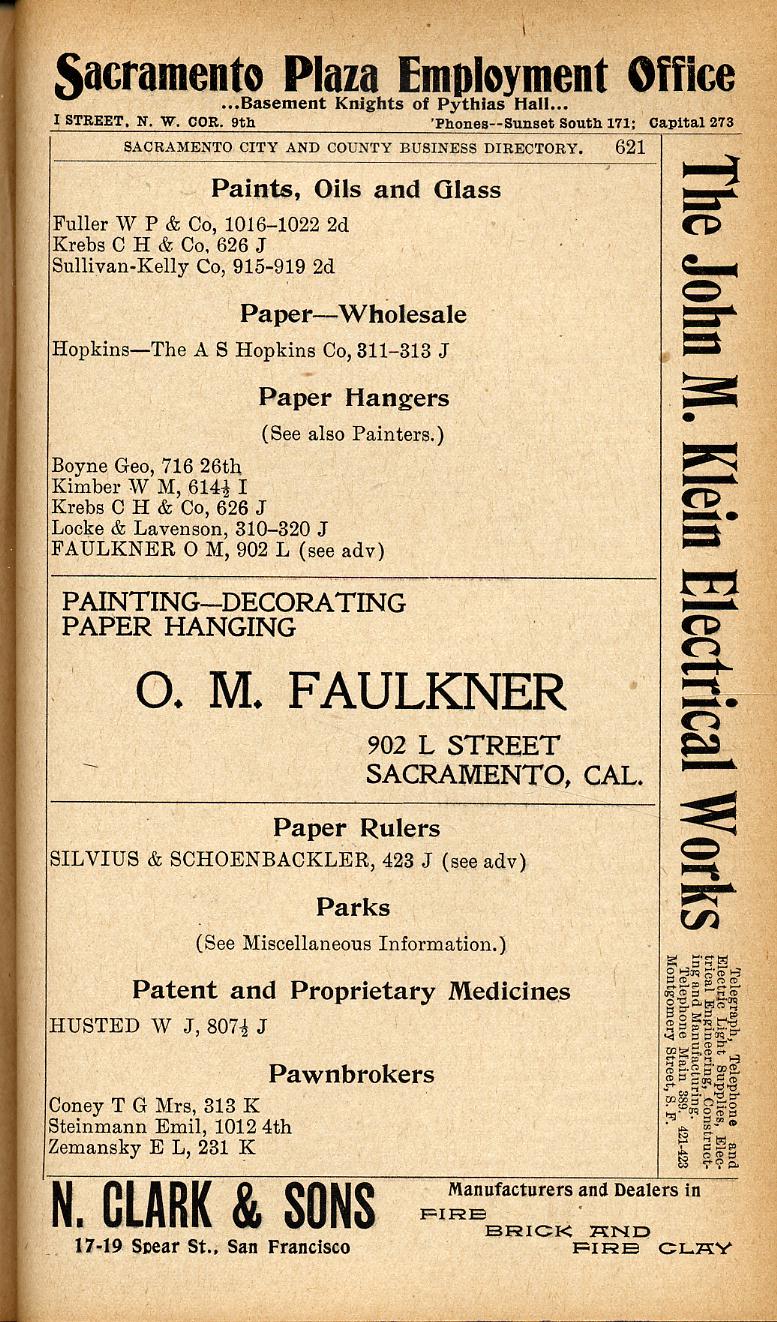 Sacramento Plaza Employment Office
...Basement Knights of Pythias Hall...
I STREET, N. W. COR. 9th 'Phones--Sunset South 171; Capital 273
SACRAMENTO CITY AND COUNTY BUSINESS DIRECTORY. 621
Paints, Oils and Glass
Fuller W P & Co, 1016-1022 2d
Krebs C H & Co, 626 J
Sullivan-Kelly Co, 915-919 2d
Paper—Wholesale
Hopkins—The A S Hopkins Co, 311-313 J
Paper Hangers
(See also Painters.)
Boyne Geo, 716 26th
Kimber W M, 614½ I
Krebs C H & Co, 626 J
Locke & Lavenson, 310-320 J
FAULKNER O M, 902 L (see adv)
PAINTING—DECORATING
PAPER HANGING
O. M. FAULKNER
902 L STREET
SACRAMENTO, CAL.
Paper Rulers
SILVIUS & SCHOENBACKLER, 423 J (see adv)
Parks
(See Miscellaneous Information.)
Patent and Proprietary Medicines
HUSTED W J, 807½ J
Pawnbrokers
Coney T G Mrs, 313 K
Steinmann Emil, 1012 4th
Zemansky E L, 231 K
The John M. Klein Electrical Works
Telegraph, Telephone and
Electric Light Supplies, Elec-
trical Engineering, Construct-
ing and Manufacturing.
Telephone Main 389. 421-423
Montgomery Street, S. F.
N. CLARK & SONS
17-19 Spear St., San Francisco
Manufacturers and Dealers in
FIRE
BRICK AND
FIRE CLAY